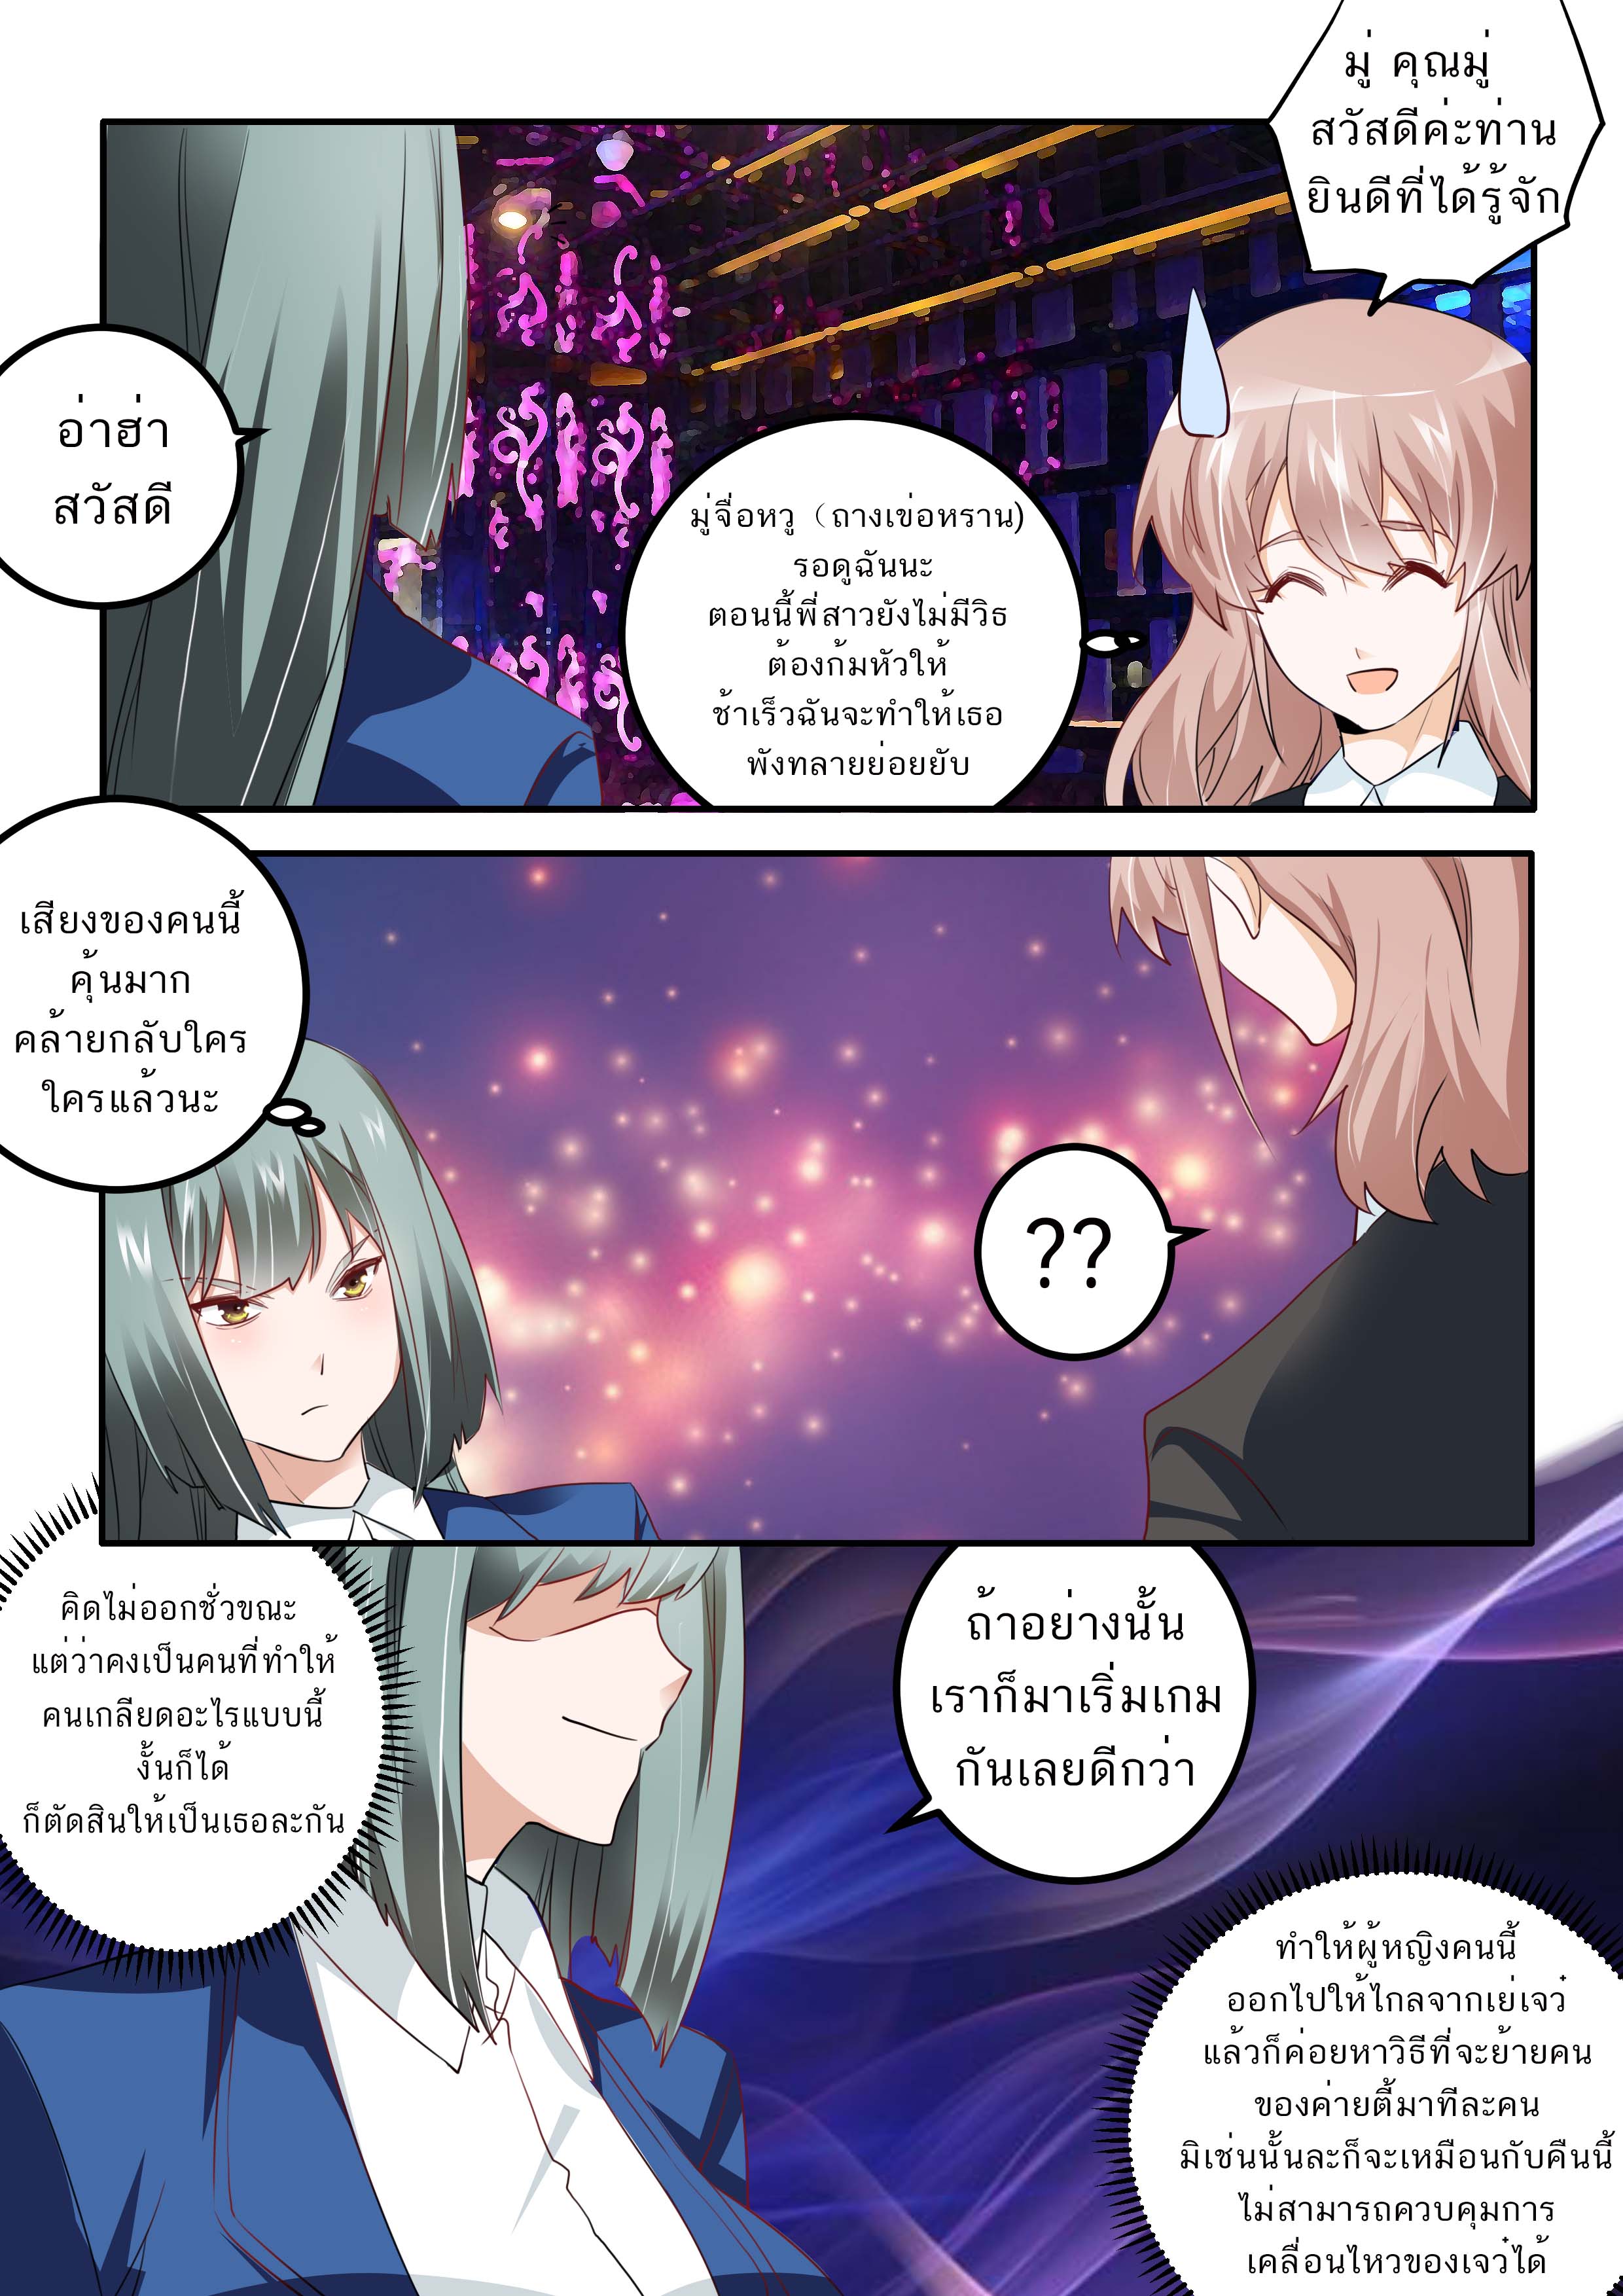 มู่ คุณมู่
สวัสดีค่ะท่าน
ยินดีที่ได้รู้จัก
อ่าฮ่า
สวัสดี
มู่จื่อหวู（ถางเข่อหราน)
รอดูฉันนะ
ตอนนี้พี่สาวยังไม่มีวิธ
ต้องก้มหัวให้
ช้าเร็วฉันจะทำให้เธอ
พังทลายย่อยยับ
เสียงของคนนี้
คุ้นมาก
คล้ายกลับใคร
ใครแล้วนะ
??
คิดไม่ออกชั่วขณะ
แต่ว่าคงเป็นคนที่ทำให้
คนเกลียดอะไรแบบนี้
งั้นก็ได้
ก็ตัดสินให้เป็นเธอละกัน
ถ้าอย่างนั้น
เราก็มาเริ่มเกม
กันเลยดีกว่า
ทำให้ผู้หญิงคนนี้
ออกไปให้ไกลจากเย่เจว๋
แล้วก็ค่อยหาวิธีที่จะย้ายคน
ของค่ายตี้มาทีละคน
มิเช่นนั้นละก็จะเหมือนกับคืนนี้
ไม่สามารถควบคุมการ
เคลื่อนไหวของเจว๋ได้